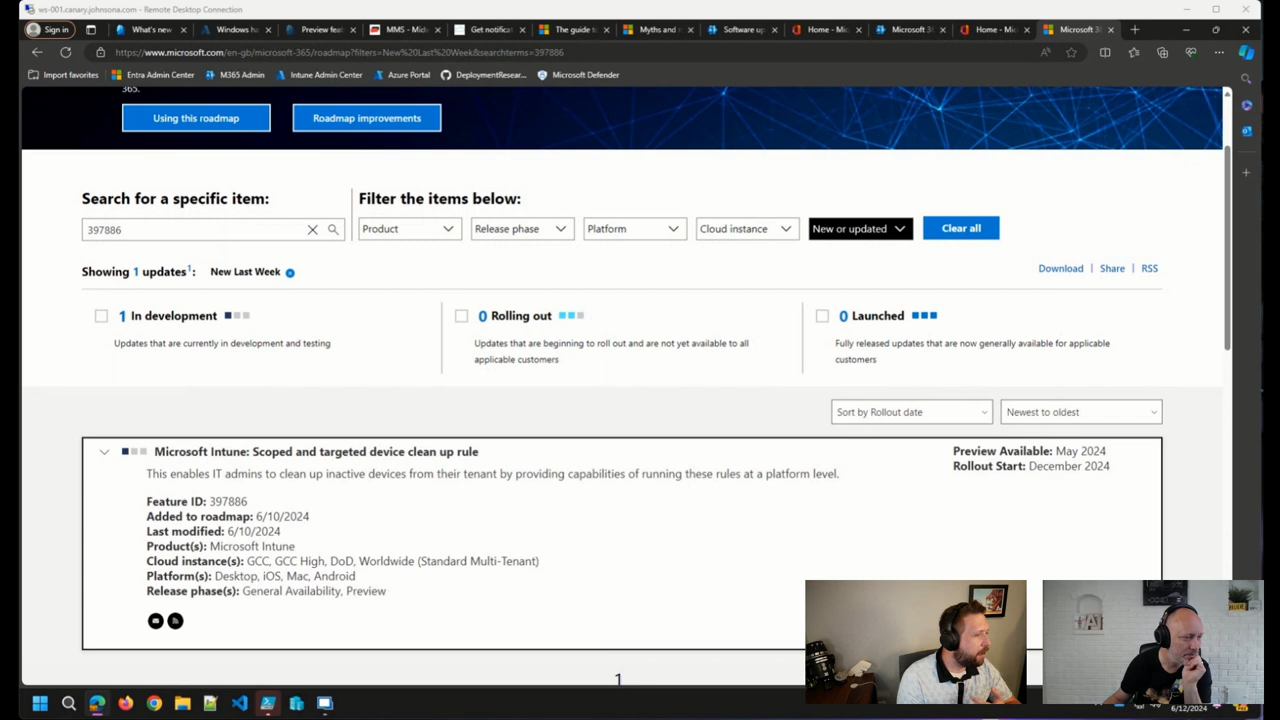 ws-001.canary.johnsona.com - Remote Desktop Connection
Sign in
What's new
Windows ha
Preview feat
MMS - Midw
Get notificat
The guide to
Myths and
Software up
Home - Mic
Microsoft 36
Home - Mic
Microsoft 36
https://www.microsoft.com/en-gb/microsoft-365/roadmap?filters=New%20Last%20Week&searchterms=397886
Import favorites
Entra Admin Center
M365 Admin
Intune Admin Center
Azure Portal
DeploymentResear...
Microsoft Defender
365.
Using this roadmap
Roadmap improvements
Search for a specific item:
Filter the items below:
397886
Product
Release phase
Platform
Cloud instance
New or updated
Clear all
Showing 1 updates¹:
New Last Week
Download | Share | RSS
1 In development
0 Rolling out
0 Launched
Updates that are currently in development and testing
Updates that are beginning to roll out and are not yet available to all
applicable customers
Fully released updates that are now generally available for applicable
customers
Sort by Rollout date
Newest to oldest
Microsoft Intune: Scoped and targeted device clean up rule
Preview Available: May 2024
Rollout Start: December 2024
This enables IT admins to clean up inactive devices from their tenant by providing capabilities of running these rules at a platform level.
Feature ID: 397886
Added to roadmap: 6/10/2024
Last modified: 6/10/2024
Product(s): Microsoft Intune
Cloud instance(s): GCC, GCC High, DoD, Worldwide (Standard Multi-Tenant)
Platform(s): Desktop, iOS, Mac, Android
Release phase(s): General Availability, Preview
1
6/12/2024